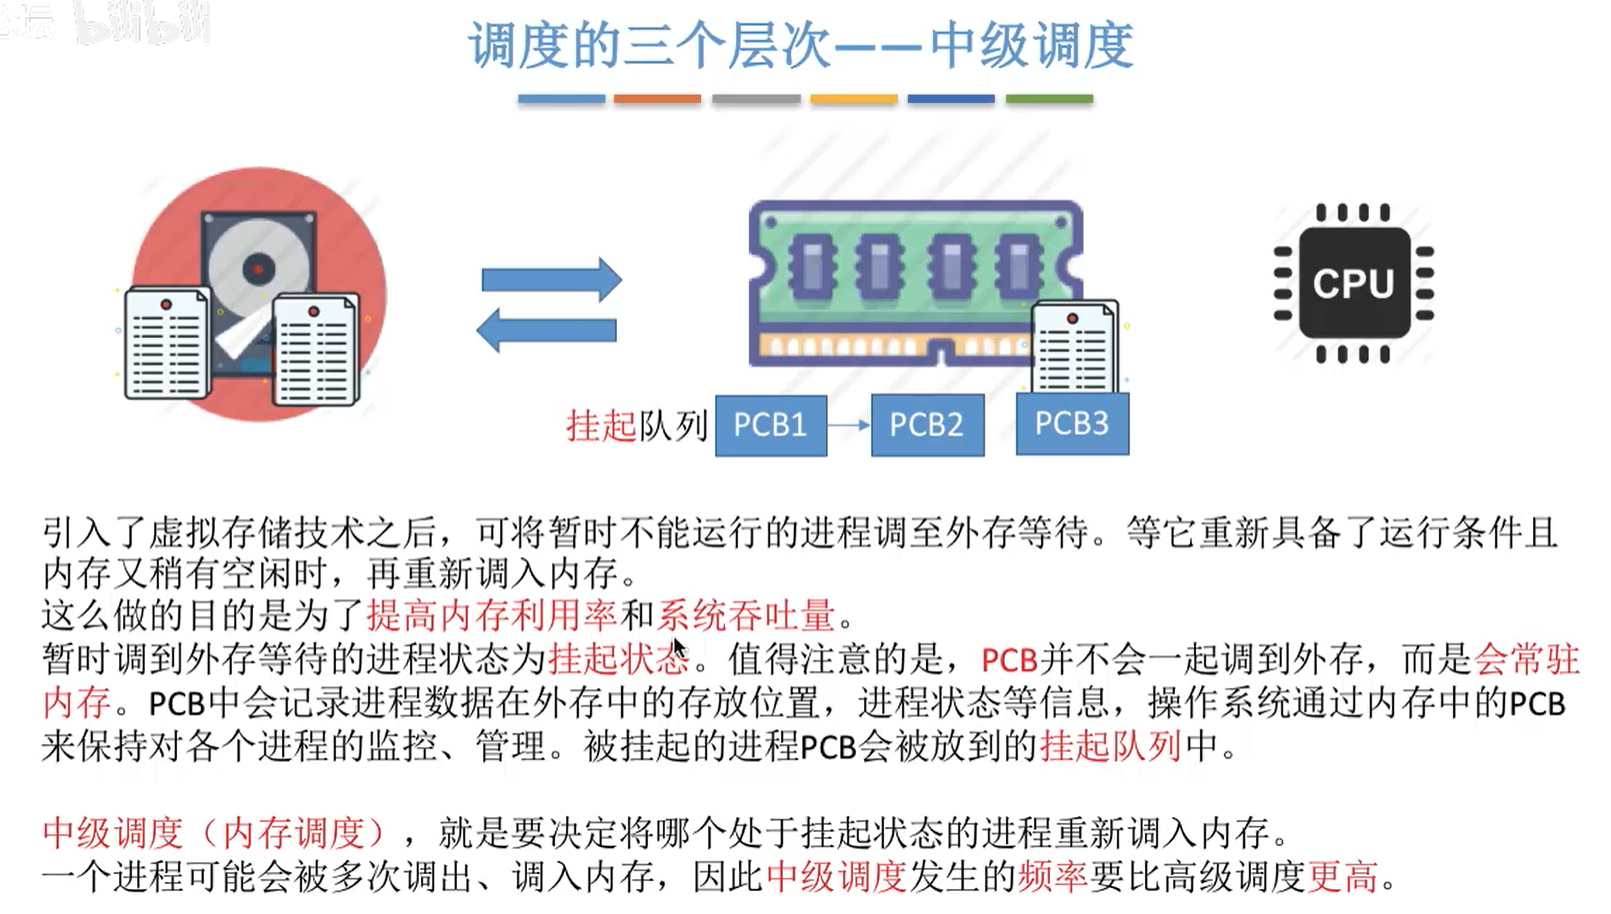 bilibili
调度的三个层次——中级调度
CPU
挂起队列 PCB1 PCB2 PCB3
引入了虚拟存储技术之后，可将暂时不能运行的进程调至外存等待。等它重新具备了运行条件且
内存又稍有空闲时，再重新调入内存。
这么做的目的是为了提高内存利用率和系统吞吐量。
暂时调到外存等待的进程状态为挂起状态。值得注意的是，PCB并不会一起调到外存，而是会常驻
内存。PCB中会记录进程数据在外存中的存放位置，进程状态等信息，操作系统通过内存中的PCB
来保持对各个进程的监控、管理。被挂起的进程PCB会被放到的挂起队列中。
中级调度（内存调度），就是要决定将哪个处于挂起状态的进程重新调入内存。
一个进程可能会被多次调出、调入内存，因此中级调度发生的频率要比高级调度更高。